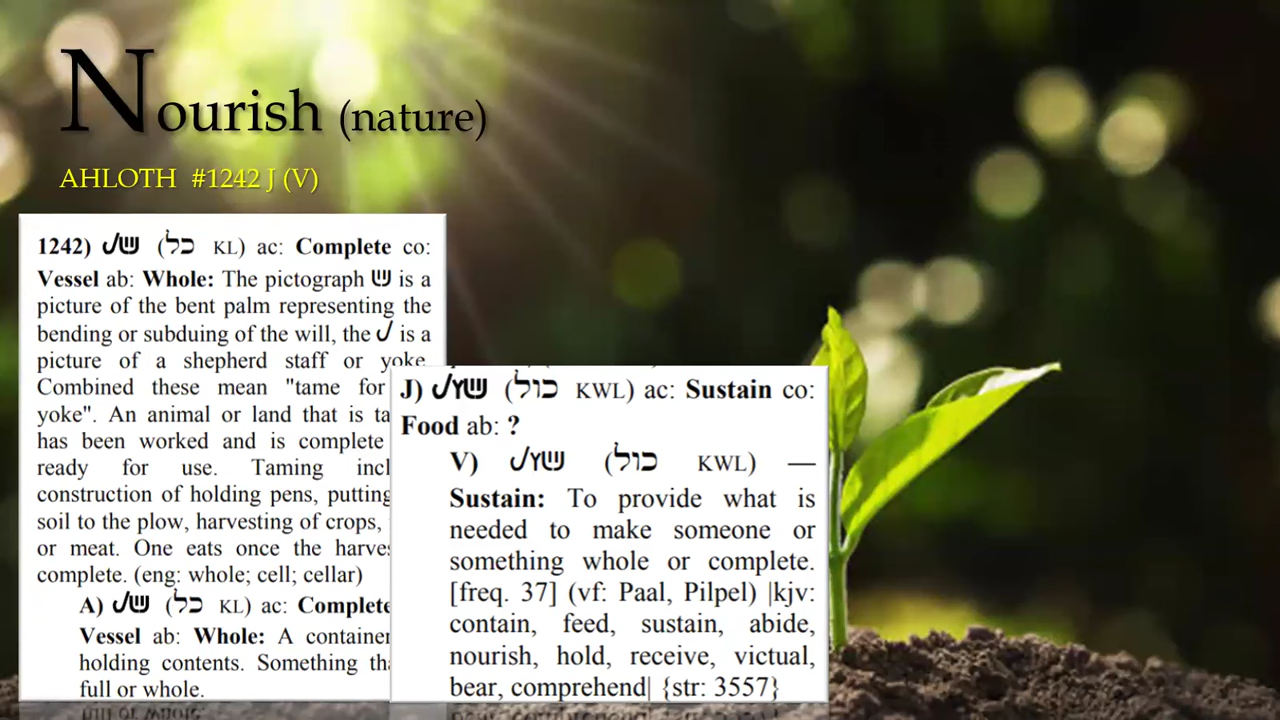 Nourish (nature)
AHLOTH #1242 J (V)
1242) (כל KL) ac: Complete co:
Vessel ab: Whole: The pictograph is a
picture of the bent palm representing the
bending or subduing of the will, the is a
picture of a shepherd staff or yoke.
Combined these mean "tame for
yoke". An animal or land that is ta
has been worked and is complete
ready for use. Taming incl
construction of holding pens, putting
soil to the plow, harvesting of crops,
or meat. One eats once the harves
complete. (eng: whole; cell; cellar)
A) (כל KL) ac: Complete
Vessel ab: Whole: A container
holding contents. Something tha
full or whole.
J) (כול KWL) ac: Sustain co:
Food ab: ?
V) (כול KWL) —
Sustain: To provide what is
needed to make someone or
something whole or complete.
[freq. 37] (vf: Paal, Pilpel) |kjv:
contain, feed, sustain, abide,
nourish, hold, receive, victual,
bear, comprehend| {str: 3557}